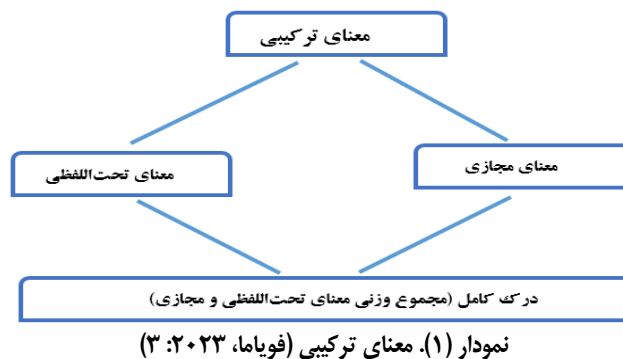 معنای ترکیبی
معنای مجازی
معنای تحت‌اللفظی
درک کامل (مجموع وزنی معنای تحت‌اللفظی و مجازی)
نمودار (۱). معنای ترکیبی (فویاما، ۲۰۲۳: ۳)